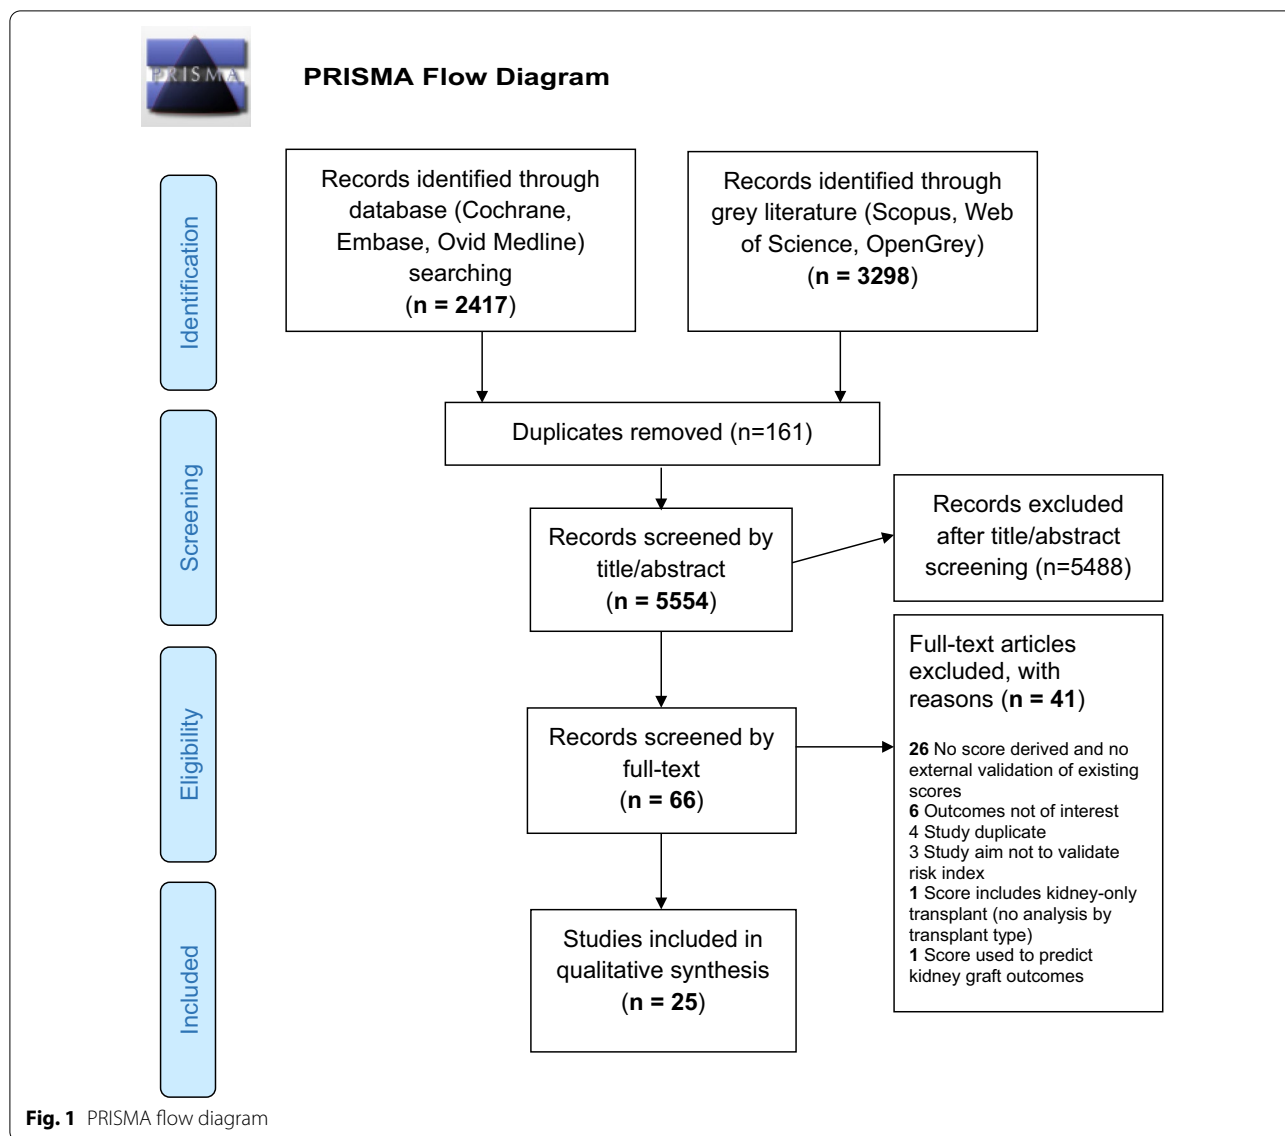 PRISMA
PRISMA Flow Diagram
Identification
Records identified through
database (Cochrane,
Embase, Ovid Medline)
searching
(n = 2417)
Records identified through
grey literature (Scopus, Web
of Science, OpenGrey)
(n = 3298)
Duplicates removed (n=161)
Screening
Records screened by
title/abstract
(n = 5554)
Records excluded
after title/abstract
screening (n=5488)
Eligibility
Records screened by
full-text
(n = 66)
Full-text articles
excluded, with
reasons (n = 41)
26 No score derived and no
external validation of existing
scores
6 Outcomes not of interest
4 Study duplicate
3 Study aim not to validate
risk index
1 Score includes kidney-only
transplant (no analysis by
transplant type)
1 Score used to predict
kidney graft outcomes
Included
Studies included in
qualitative synthesis
(n = 25)
Fig. 1 PRISMA flow diagram